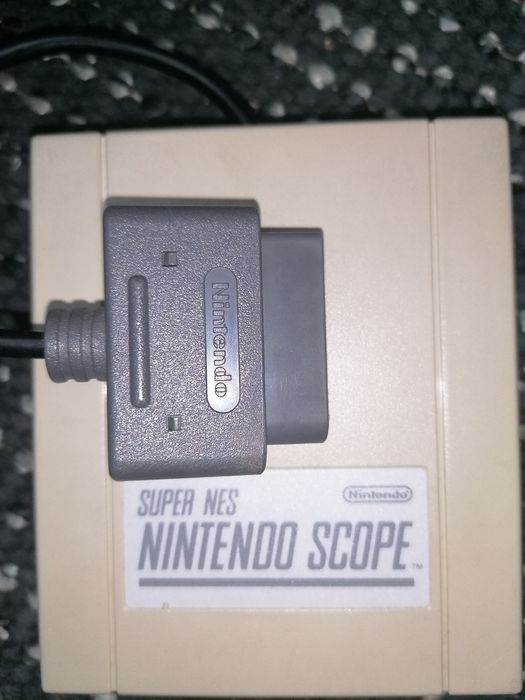 Nintendo
SUPER NES
Nintendo
NINTENDO SCOPE
TM